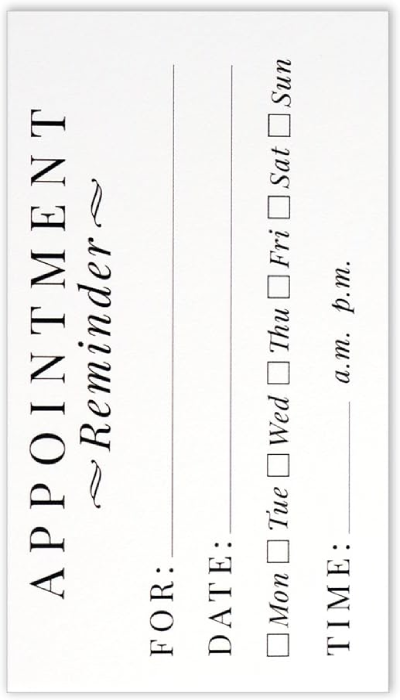 APPOINTMENT
~Reminder~
FOR:
DATE:
☐ Mon ☐ Tue ☐ Wed ☐ Thu ☐ Fri ☐ Sat ☐ Sun
TIME: a.m. p.m.